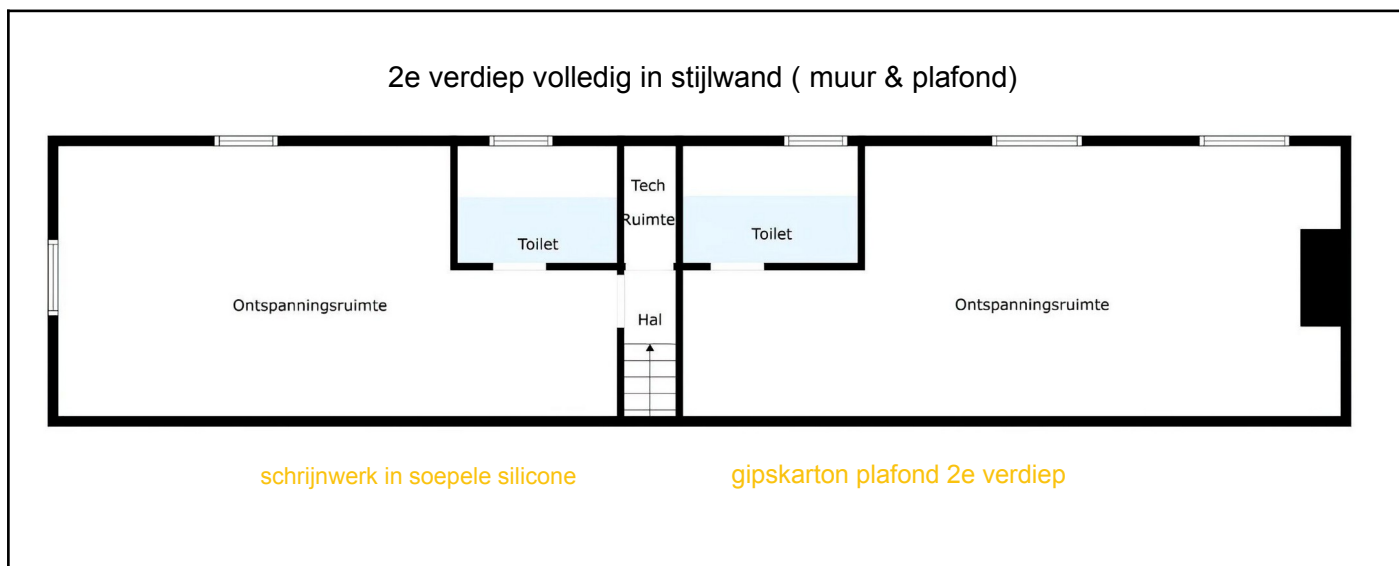 2e verdiep volledig in stijlwand ( muur & plafond)
Tech
Ruimte
Toilet
Toilet
Ontspanningsruimte
Ontspanningsruimte
Hal
schrijnwerk in soepele silicone
gipskarton plafond 2e verdiep